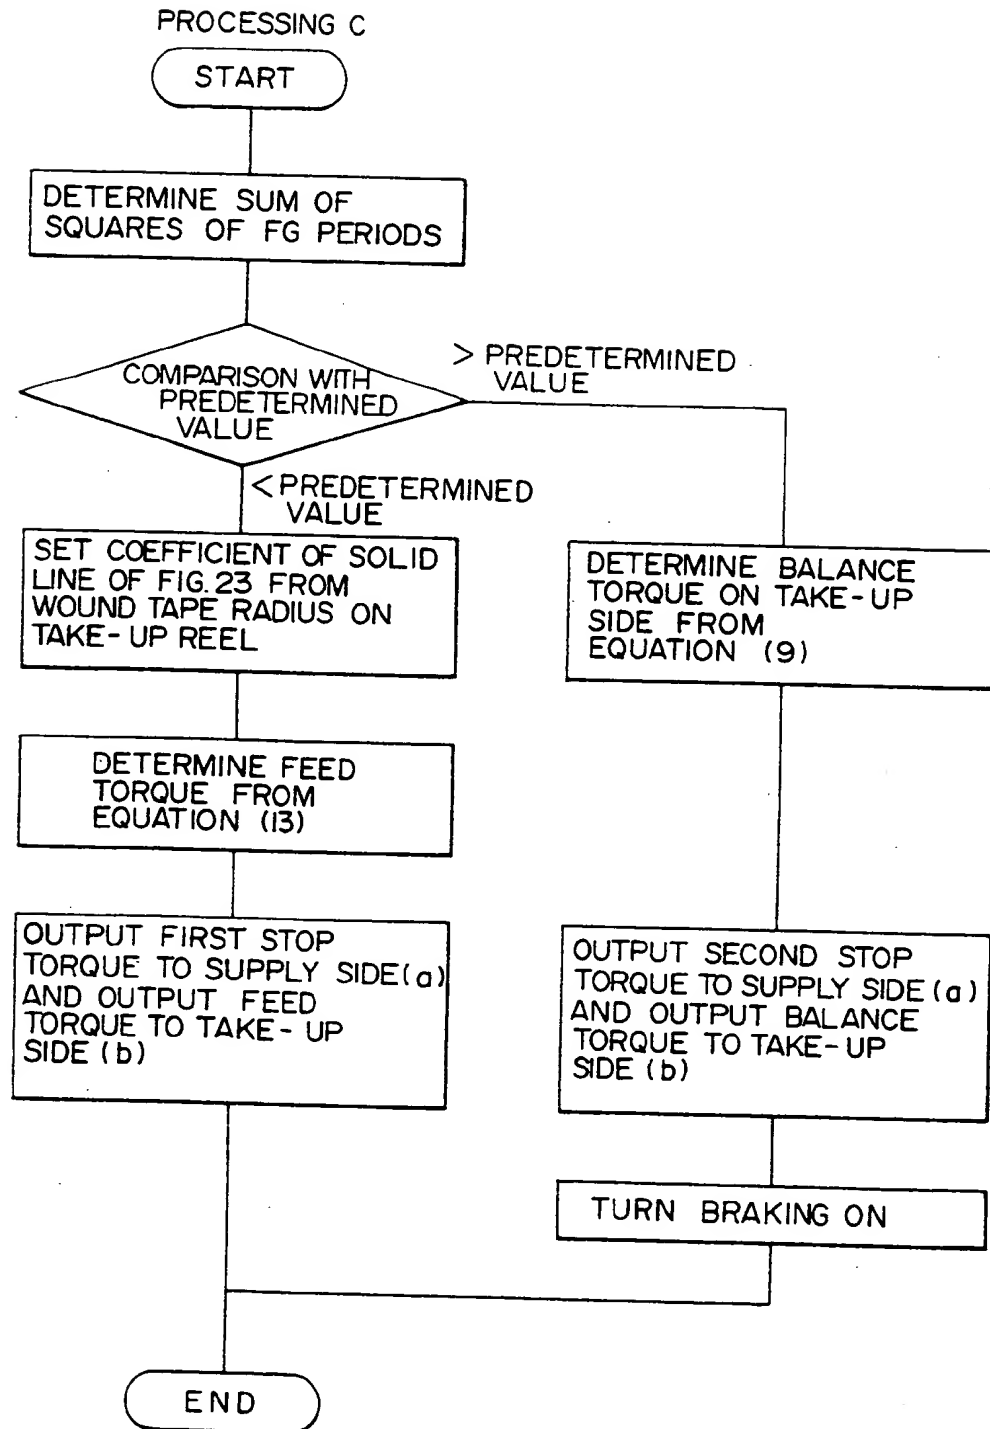 PROCESSING C
START
DETERMINE SUM OF
SQUARES OF FG PERIODS
COMPARISON WITH
PREDETERMINED
VALUE
> PREDETERMINED
VALUE
< PREDETERMINED
VALUE
SET COEFFICIENT OF SOLID
LINE OF FIG. 23 FROM
WOUND TAPE RADIUS ON
TAKE-UP REEL
DETERMINE FEED
TORQUE FROM
EQUATION (13)
OUTPUT FIRST STOP
TORQUE TO SUPPLY SIDE (a)
AND OUTPUT FEED
TORQUE TO TAKE-UP
SIDE (b)
DETERMINE BALANCE
TORQUE ON TAKE-UP
SIDE FROM
EQUATION (9)
OUTPUT SECOND STOP
TORQUE TO SUPPLY SIDE (a)
AND OUTPUT BALANCE
TORQUE TO TAKE-UP
SIDE (b)
TURN BRAKING ON
END